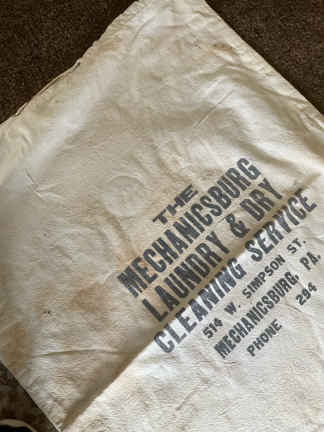 THE
MECHANICSBURG
LAUNDRY & DRY
CLEANING SERVICE
514 W. SIMPSON ST.
MECHANICSBURG, PA.
PHONE 294